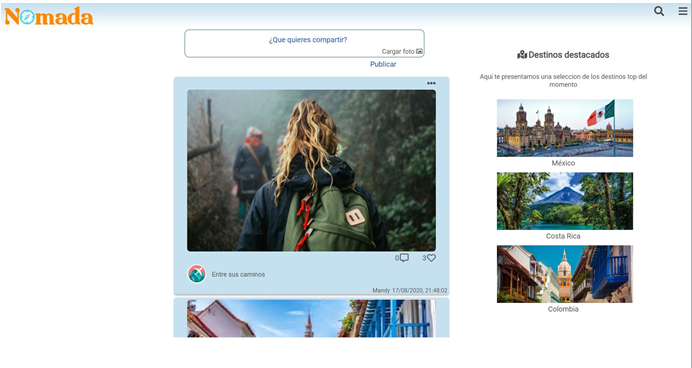 Nomada
¿Que quieres compartir?
Cargar foto
Publicar
0
3
Entre sus caminos
Mandy 17/08/2020, 21:48:02
Destinos destacados
Aqui te presentamos una seleccion de los destinos top del
momento
México
Costa Rica
Colombia